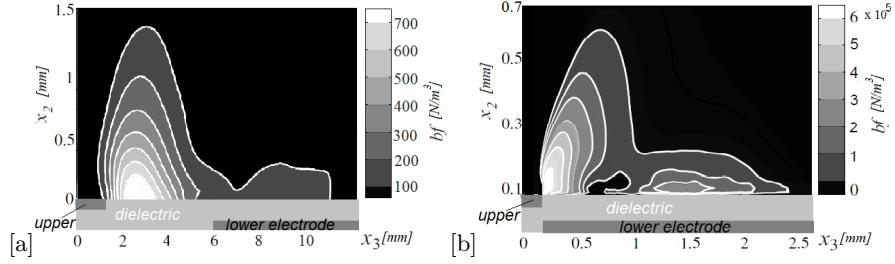 1.5
1
0.5
0
x₂ [mm]
700
600
500
400
300
200
100
bf [N/m³]
upper
dielectric
lower electrode
[a]
0 2 4 6 8 10
x₃[mm]
0.7
0.5
0.3
0.1
x₂ [mm]
x 10⁵
6
5
4
3
2
1
0
bf [N/m³]
upper
dielectric
lower electrode
[b]
0 0.5 1 1.5 2 2.5
x₃[mm]